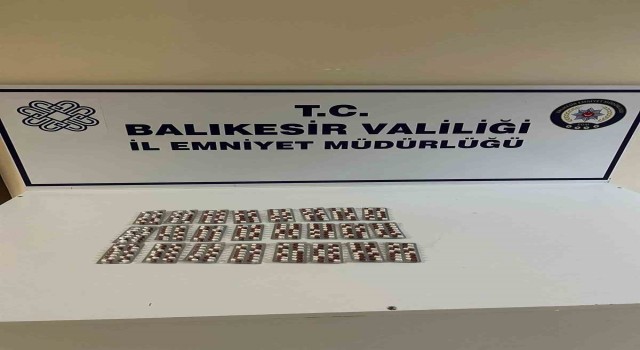 T.C.
BALIKESİR VALİLİĞİ
İL EMNİYET MÜDÜRLÜĞÜ